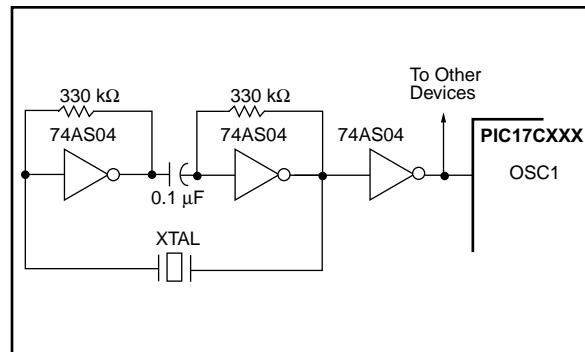 To Other
Devices
330 kΩ
330 kΩ
74AS04
74AS04
74AS04
PIC17CXXX
OSC1
0.1 µF
XTAL